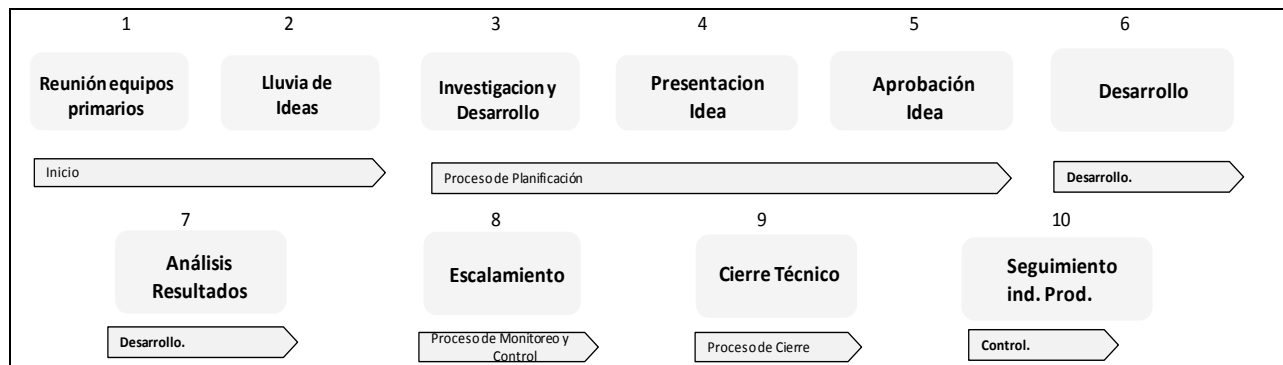 1 2 3 4 5 6
Reunión equipos
primarios
Lluvia de
Ideas
Investigacion y
Desarrollo
Presentacion
Idea
Aprobación
Idea
Desarrollo
Inicio
Proceso de Planificación
Desarrollo.
7 8 9 10
Análisis
Resultados
Escalamiento
Cierre Técnico
Seguimiento
ind. Prod.
Desarrollo.
Proceso de Monitoreo y
Control
Proceso de Cierre
Control.